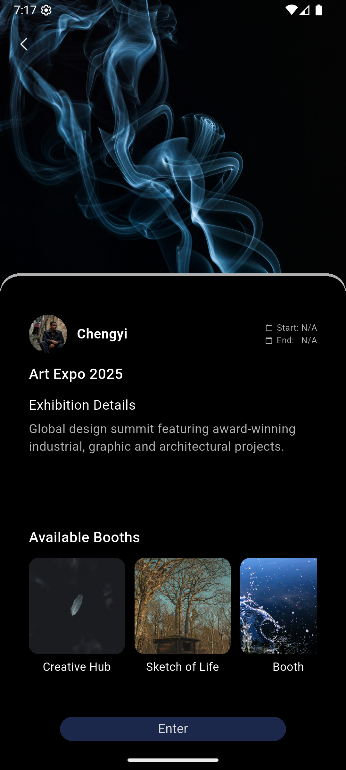 7:17
Chengyi
Start: N/A
End: N/A
Art Expo 2025
Exhibition Details
Global design summit featuring award-winning
industrial, graphic and architectural projects.
Available Booths
Creative Hub
Sketch of Life
Booth
Enter